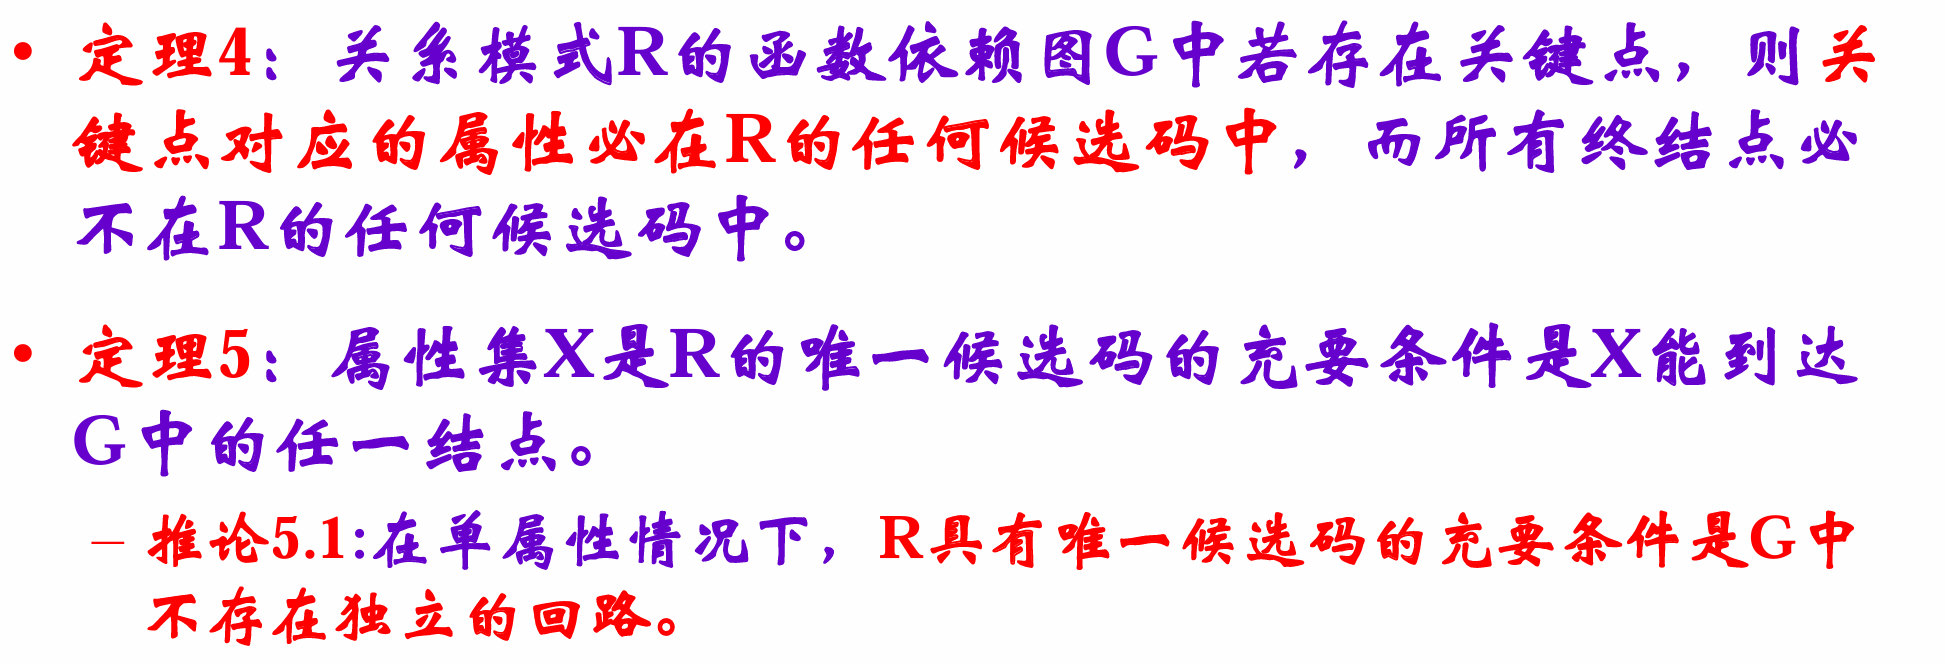 • 定理4：关系模式R的函数依赖图G中若存在关键点，则关
键点对应的属性必在R的任何候选码中，而所有终结点必
不在R的任何候选码中。
• 定理5：属性集X是R的唯一候选码的充要条件是X能到达
G中的任一结点。
– 推论5.1:在单属性情况下，R具有唯一候选码的充要条件是G中
不存在独立的回路。